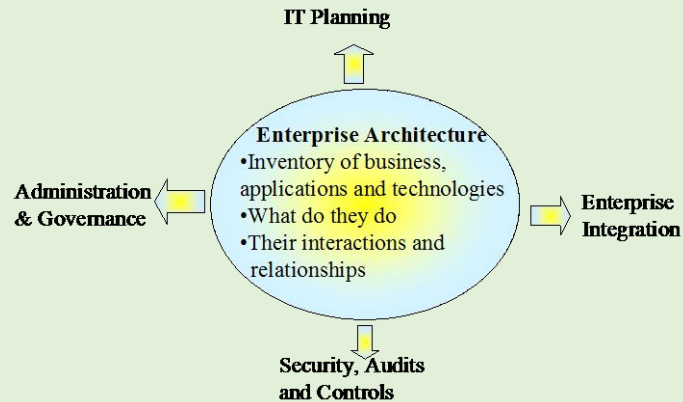 IT Planning
Enterprise Architecture
•Inventory of business,
applications and technologies
•What do they do
•Their interactions and
relationships
Administration
& Governance
Enterprise
Integration
Security, Audits
and Controls